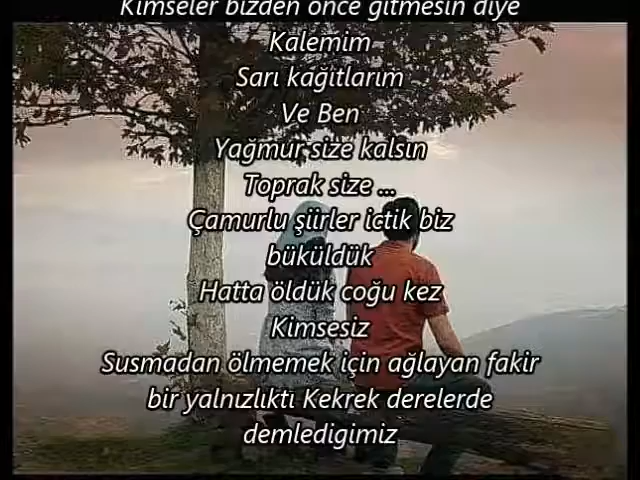 Kimseler bizden önce gitmesin diye
Kalemim
Sarı kağıtlarım
Ve Ben
Yağmur size kalsın
Toprak size ...
Çamurlu şiirler ictik biz
büküldük
Hatta öldük coğu kez
Kimsesiz
Susmadan ölmemek için ağlayan fakir
bir yalnızlıktı Kekrek derelerde
demledigimiz